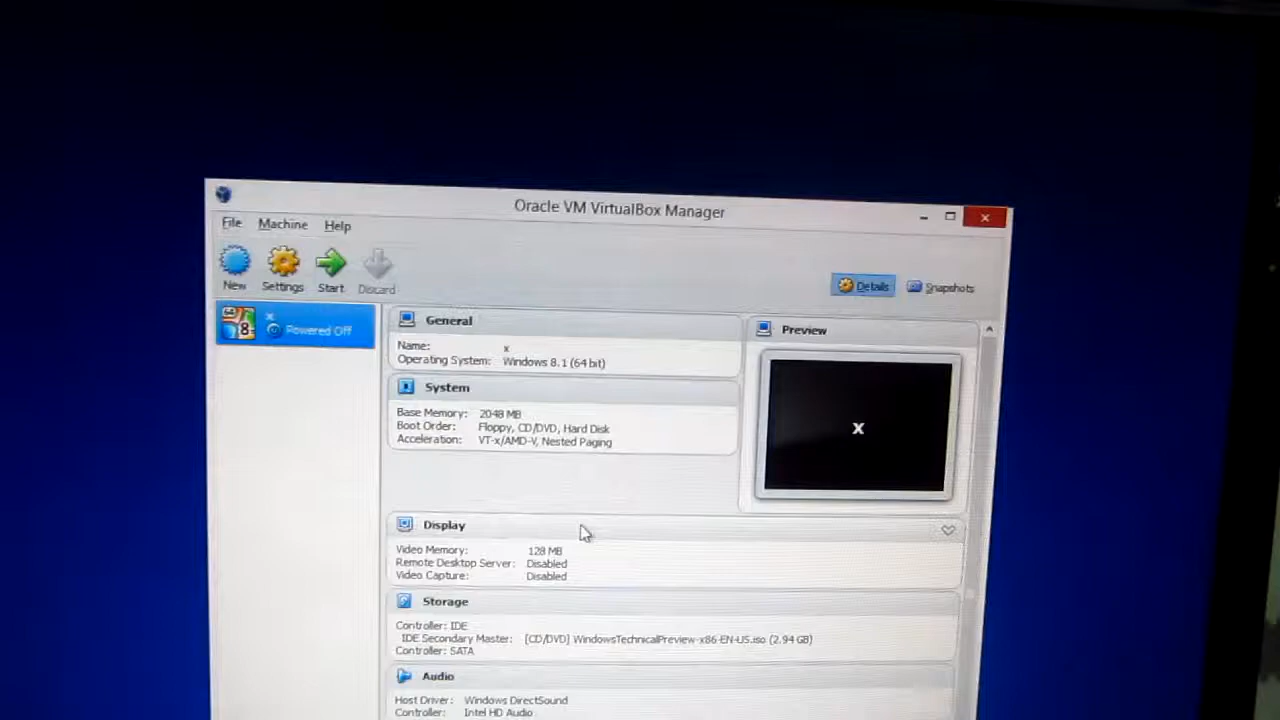 Oracle VM VirtualBox Manager
File Machine Help
New Settings Start Discard
Details Snapshots
64
8
x
Powered Off
General
Name: x
Operating System: Windows 8.1 (64 bit)
System
Base Memory: 2048 MB
Boot Order: Floppy, CD/DVD, Hard Disk
Acceleration: VT-x/AMD-V, Nested Paging
Preview
x
Display
Video Memory: 128 MB
Remote Desktop Server: Disabled
Video Capture: Disabled
Storage
Controller: IDE
IDE Secondary Master: [CD/DVD] WindowsTechnicalPreview-x86-EN-US.iso (2.94 GB)
Controller: SATA
Audio
Host Driver: Windows DirectSound
Controller: Intel HD Audio